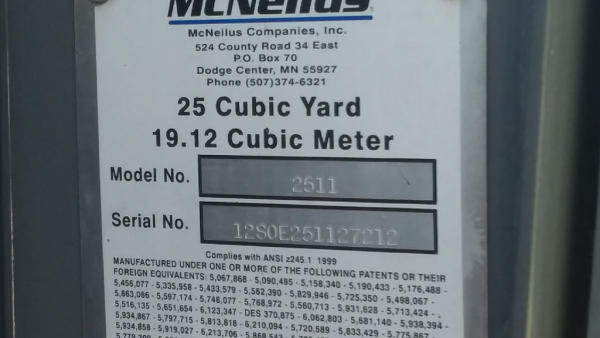 McNeilus
McNeilus Companies, Inc.
524 County Road 34 East
P.O. Box 70
Dodge Center, MN 55927
Phone (507)374-6321
25 Cubic Yard
19.12 Cubic Meter
Model No. 2511
Serial No. 12S0E251127212
Complies with ANSI z245.1 1999
MANUFACTURED UNDER ONE OR MORE OF THE FOLLOWING PATENTS OR THEIR
FOREIGN EQUIVALENTS: 5,067,868 - 5,090,495 - 5,158,340 - 5,190,433 - 5,176,488 -
5,456,077 - 5,335,958 - 5,433,579 - 5,562,390 - 5,829,946 - 5,725,350 - 5,498,067 -
5,863,086 - 5,597,174 - 5,746,077 - 5,768,972 - 5,560,713 - 5,931,628 - 5,713,424 -
5,516,135 - 5,651,654 - 6,123,347 - DES 370,875 - 6,062,803 - 5,681,140 - 5,938,394 -
5,934,867 - 5,797,715 - 5,813,818 - 6,210,094 - 5,720,589 - 5,833,429 - 5,775,867 -
5,934,858 - 5,919,027 - 6,213,706 - 5,868,543